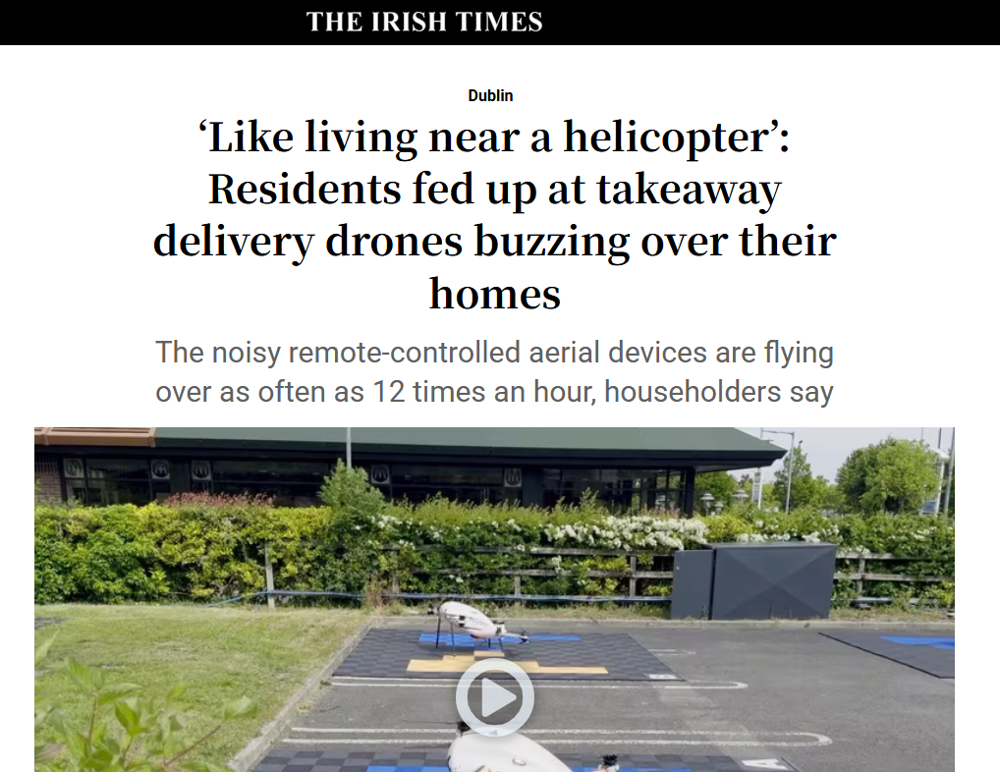 THE IRISH TIMES
Dublin
‘Like living near a helicopter’:
Residents fed up at takeaway
delivery drones buzzing over their
homes
The noisy remote-controlled aerial devices are flying
over as often as 12 times an hour, householders say
A